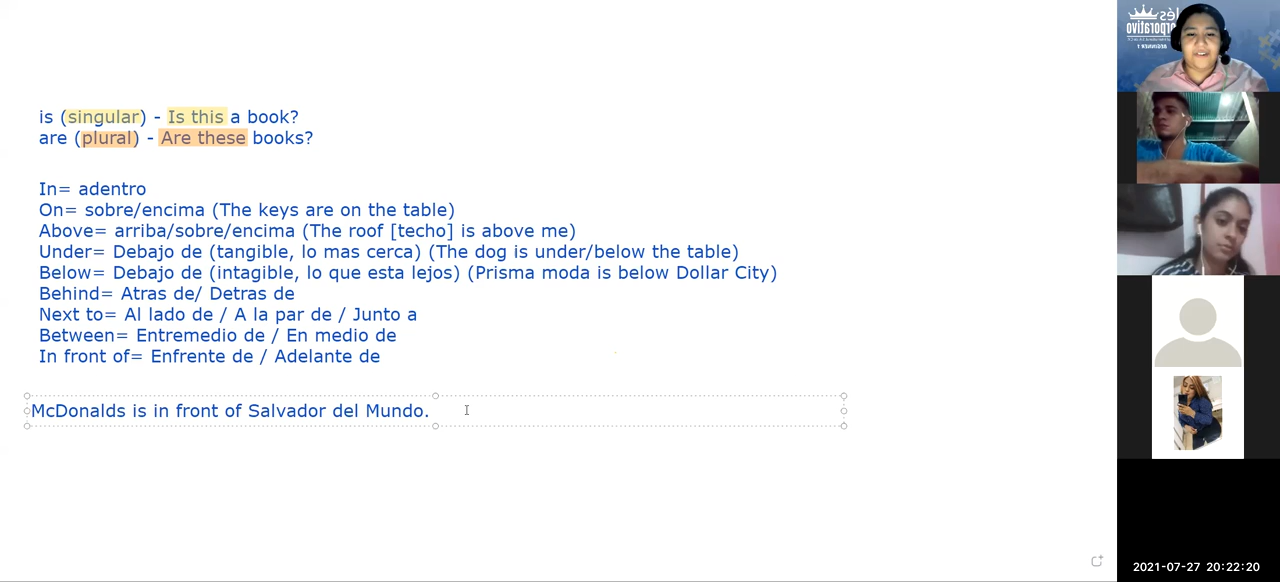 is (singular) - Is this a book?
are (plural) - Are these books?
In= adentro
On= sobre/encima (The keys are on the table)
Above= arriba/sobre/encima (The roof [techo] is above me)
Under= Debajo de (tangible, lo mas cerca) (The dog is under/below the table)
Below= Debajo de (intagible, lo que esta lejos) (Prisma moda is below Dollar City)
Behind= Atras de/ Detras de
Next to= Al lado de / A la par de / Junto a
Between= Entremedio de / En medio de
In front of= Enfrente de / Adelante de
McDonalds is in front of Salvador del Mundo.
2021-07-27 20:22:20